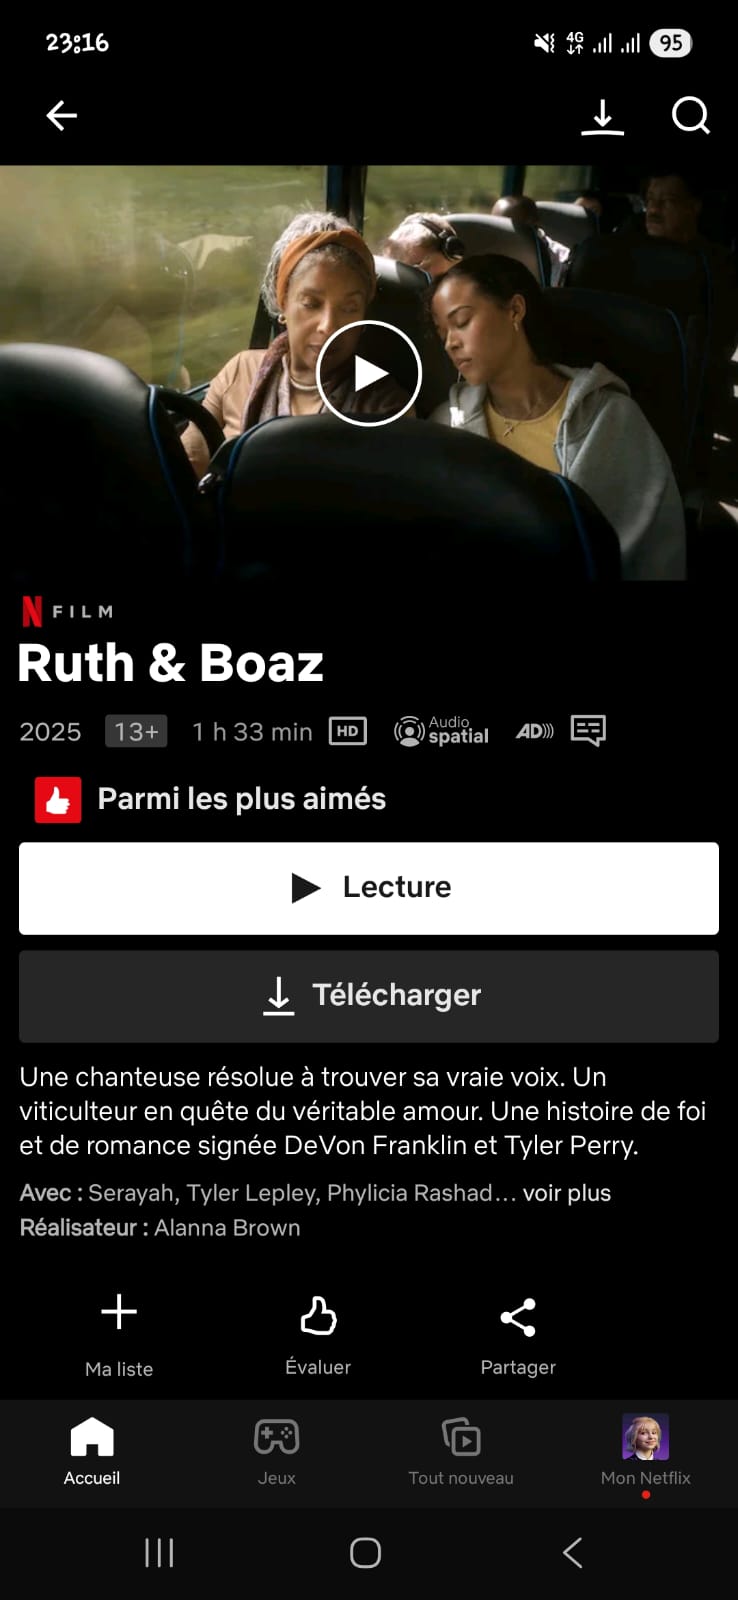 23:16
4G
95
N FILM
Ruth & Boaz
2025 13+ 1 h 33 min HD Audio spatial AD
Parmi les plus aimés
Lecture
Télécharger
Une chanteuse résolue à trouver sa vraie voix. Un
viticulteur en quête du véritable amour. Une histoire de foi
et de romance signée DeVon Franklin et Tyler Perry.
Avec : Serayah, Tyler Lepley, Phylicia Rashad... voir plus
Réalisateur : Alanna Brown
Ma liste
Évaluer
Partager
Accueil
Jeux
Tout nouveau
Mon Netflix